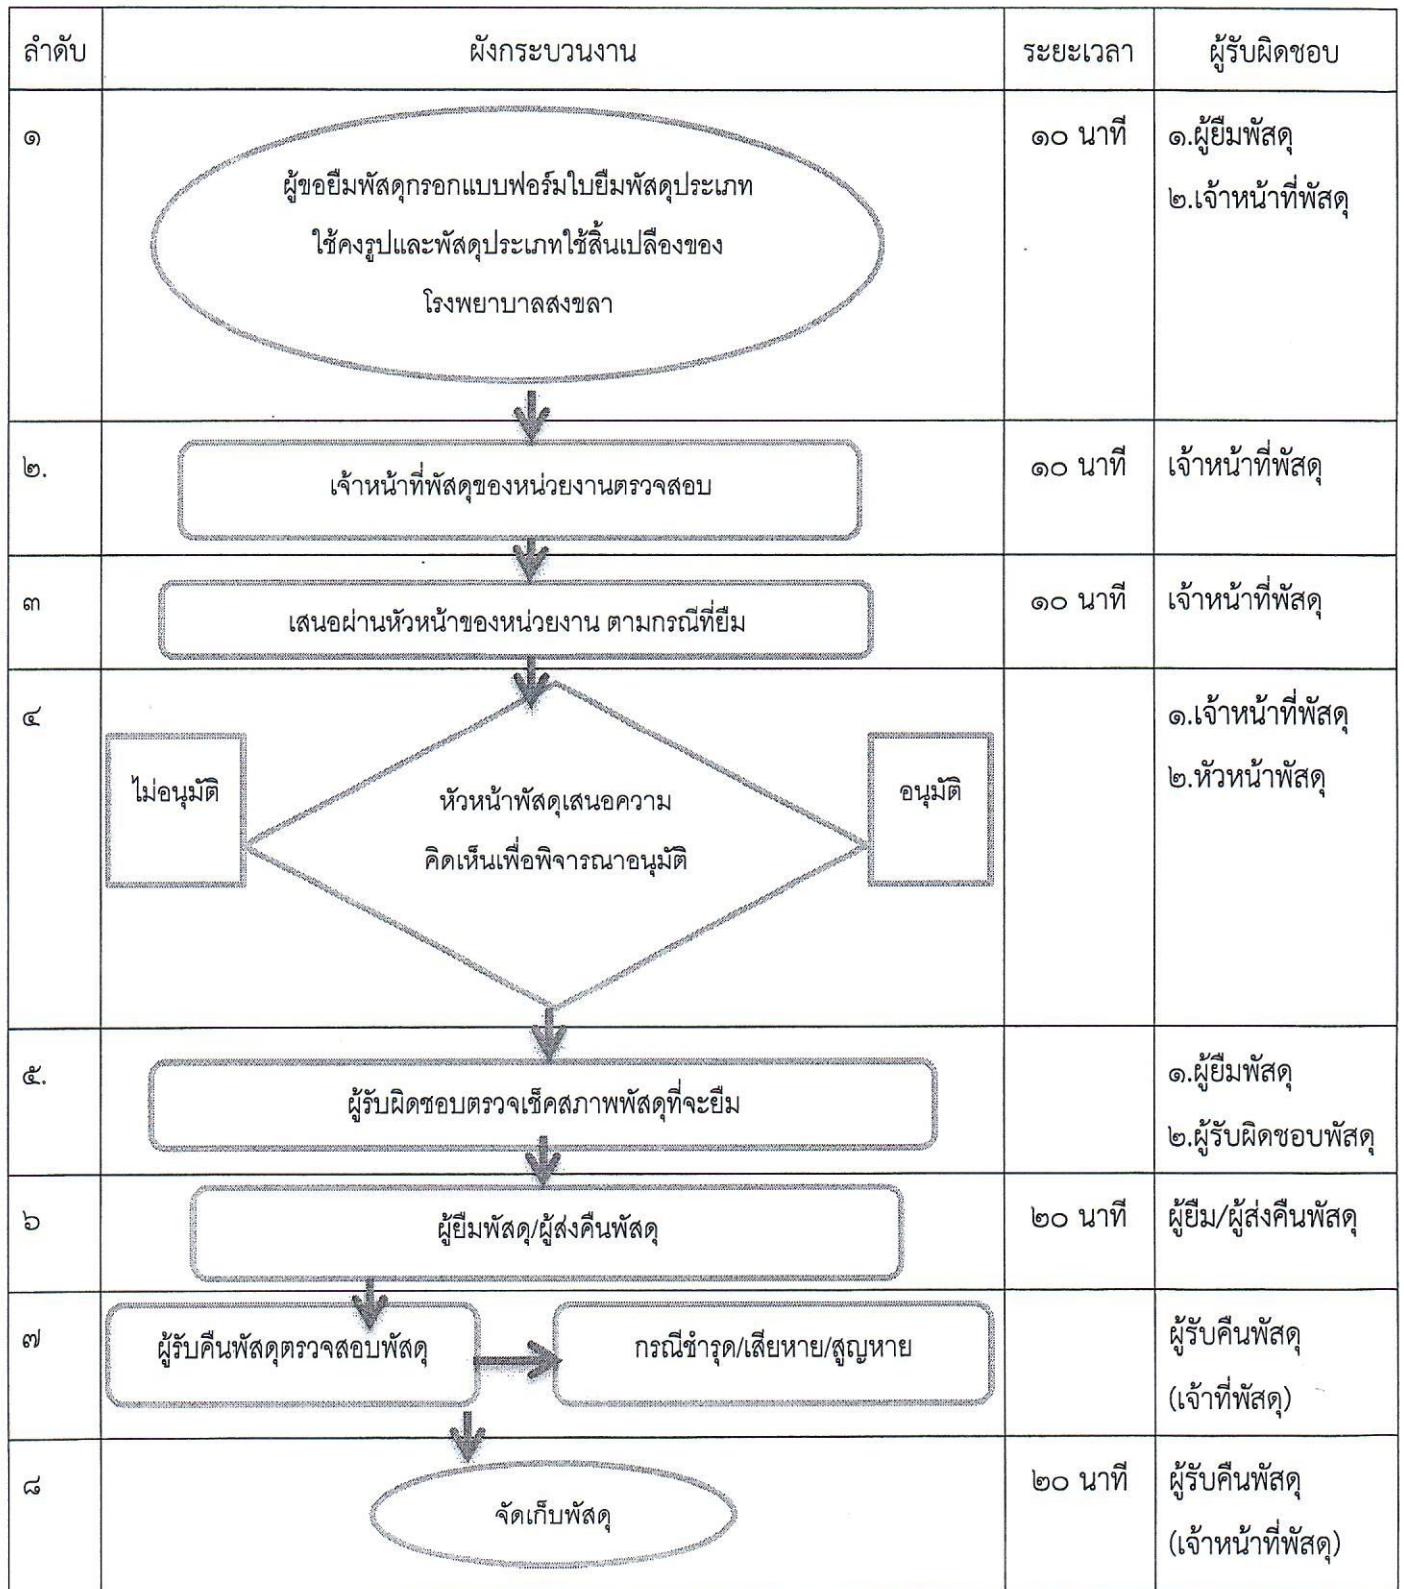 ลำดับ ผังกระบวนงาน ระยะเวลา ผู้รับผิดชอบ
๑ ๑๐ นาที ๑.ผู้ยืมพัสดุ
ผู้ขอยืมพัสดุกรอกแบบฟอร์มใบยืมพัสดุประเภท ๒.เจ้าหน้าที่พัสดุ
ใช้คงรูปและพัสดุประเภทใช้สิ้นเปลืองของ
โรงพยาบาลสงขลา
๒. เจ้าหน้าที่พัสดุของหน่วยงานตรวจสอบ ๑๐ นาที เจ้าหน้าที่พัสดุ
๓ เสนอผ่านหัวหน้าของหน่วยงาน ตามกรณีที่ยืม ๑๐ นาที เจ้าหน้าที่พัสดุ
๔ ๑.เจ้าหน้าที่พัสดุ
ไม่อนุมัติ หัวหน้าพัสดุเสนอความ อนุมัติ ๒.หัวหน้าพัสดุ
คิดเห็นเพื่อพิจารณาอนุมัติ
๕. ผู้รับผิดชอบตรวจเช็คสภาพพัสดุที่จะยืม ๑.ผู้ยืมพัสดุ
๒.ผู้รับผิดชอบพัสดุ
๖ ผู้ยืมพัสดุ/ผู้ส่งคืนพัสดุ ๒๐ นาที ผู้ยืม/ผู้ส่งคืนพัสดุ
๗ ผู้รับคืนพัสดุตรวจสอบพัสดุ กรณีชำรุด/เสียหาย/สูญหาย ผู้รับคืนพัสดุ
(เจ้าที่พัสดุ)
๘ จัดเก็บพัสดุ ๒๐ นาที ผู้รับคืนพัสดุ
(เจ้าหน้าที่พัสดุ)